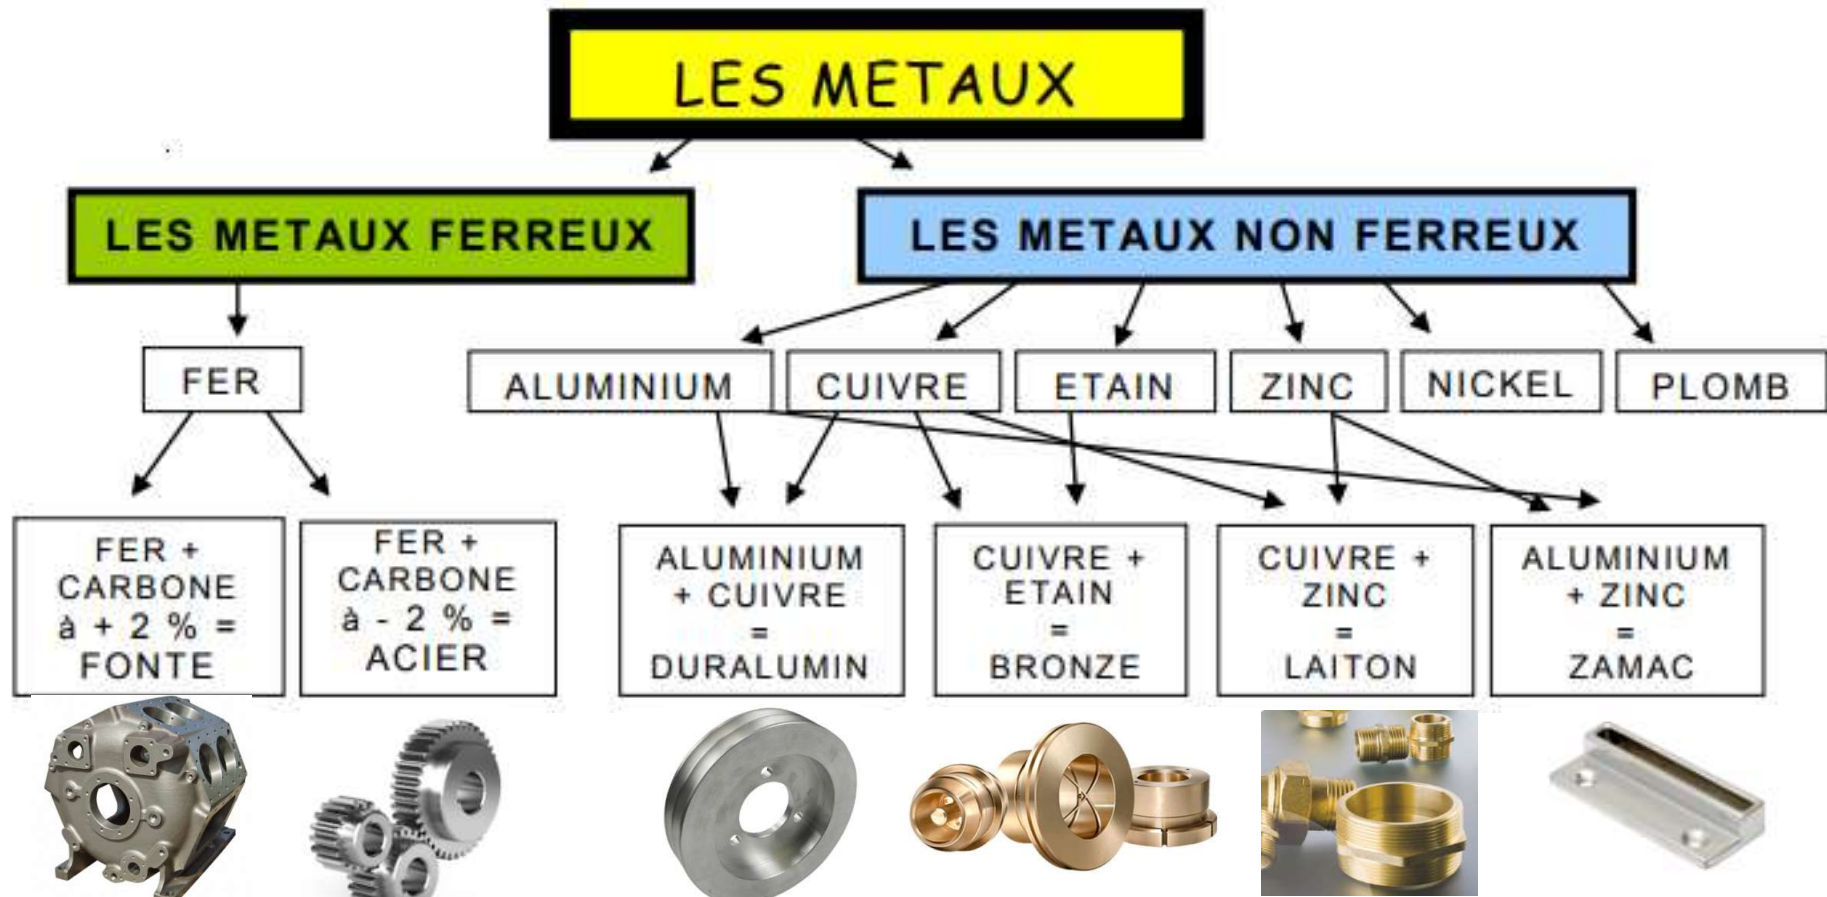 LES METAUX
LES METAUX FERREUX
LES METAUX NON FERREUX
FER
ALUMINIUM
CUIVRE
ETAIN
ZINC
NICKEL
PLOMB
FER +
CARBONE
à + 2 % =
FONTE
FER +
CARBONE
à - 2 % =
ACIER
ALUMINIUM
+ CUIVRE
=
DURALUMIN
CUIVRE +
ETAIN
=
BRONZE
CUIVRE +
ZINC
=
LAITON
ALUMINIUM
+ ZINC
=
ZAMAC